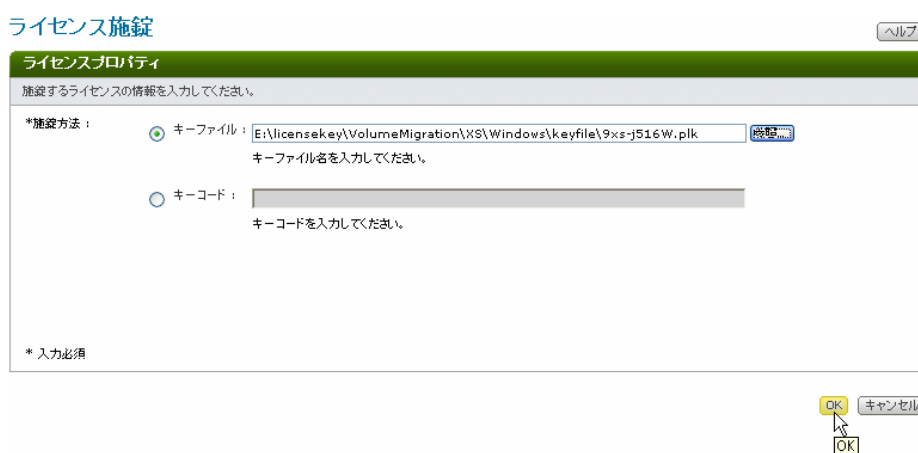 ライセンス施錠
ヘルプ
ライセンスプロパティ
施錠するライセンスの情報を入力してください。
*施錠方法：
キーファイル：
E:\licensekey\VolumeMigration\XS\Windows\keyfile\9xs-j516W.plk
参照...
キーファイル名を入力してください。
キーコード：
キーコードを入力してください。
* 入力必須
OK
キャンセル
OK